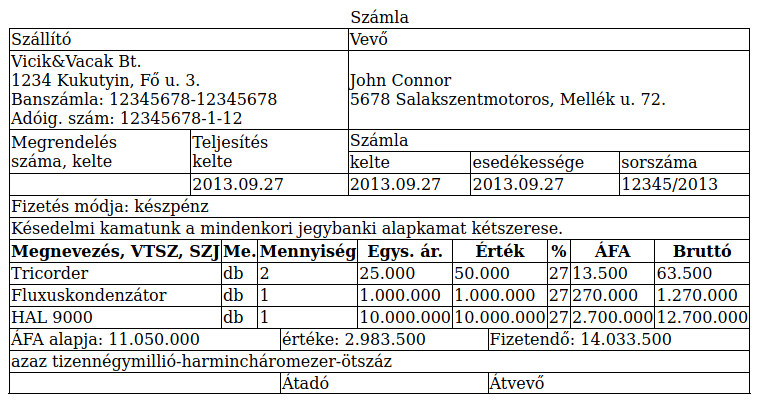 Számla
Szállító Vevő
Vicik&Vacak Bt.
1234 Kukutyin, Fő u. 3.
Banszámla: 12345678-12345678
Adóig. szám: 12345678-1-12
John Connor
5678 Salakszentmotoros, Mellék u. 72.
Megrendelés
száma, kelte
Teljesítés
kelte
Számla
kelte esedékessége sorszáma
2013.09.27 2013.09.27 2013.09.27 12345/2013
Fizetés módja: készpénz
Késedelmi kamatunk a mindenkori jegybanki alapkamat kétszerese.
Megnevezés, VTSZ, SZJ Me. Mennyiség Egys. ár. Érték % ÁFA Bruttó
Tricorder db 2 25.000 50.000 27 13.500 63.500
Fluxuskondenzátor db 1 1.000.000 1.000.000 27 270.000 1.270.000
HAL 9000 db 1 10.000.000 10.000.000 27 2.700.000 12.700.000
ÁFA alapja: 11.050.000 értéke: 2.983.500 Fizetendő: 14.033.500
azaz tizennégymillió-harmincháromezer-ötszáz
Átadó Átvevő